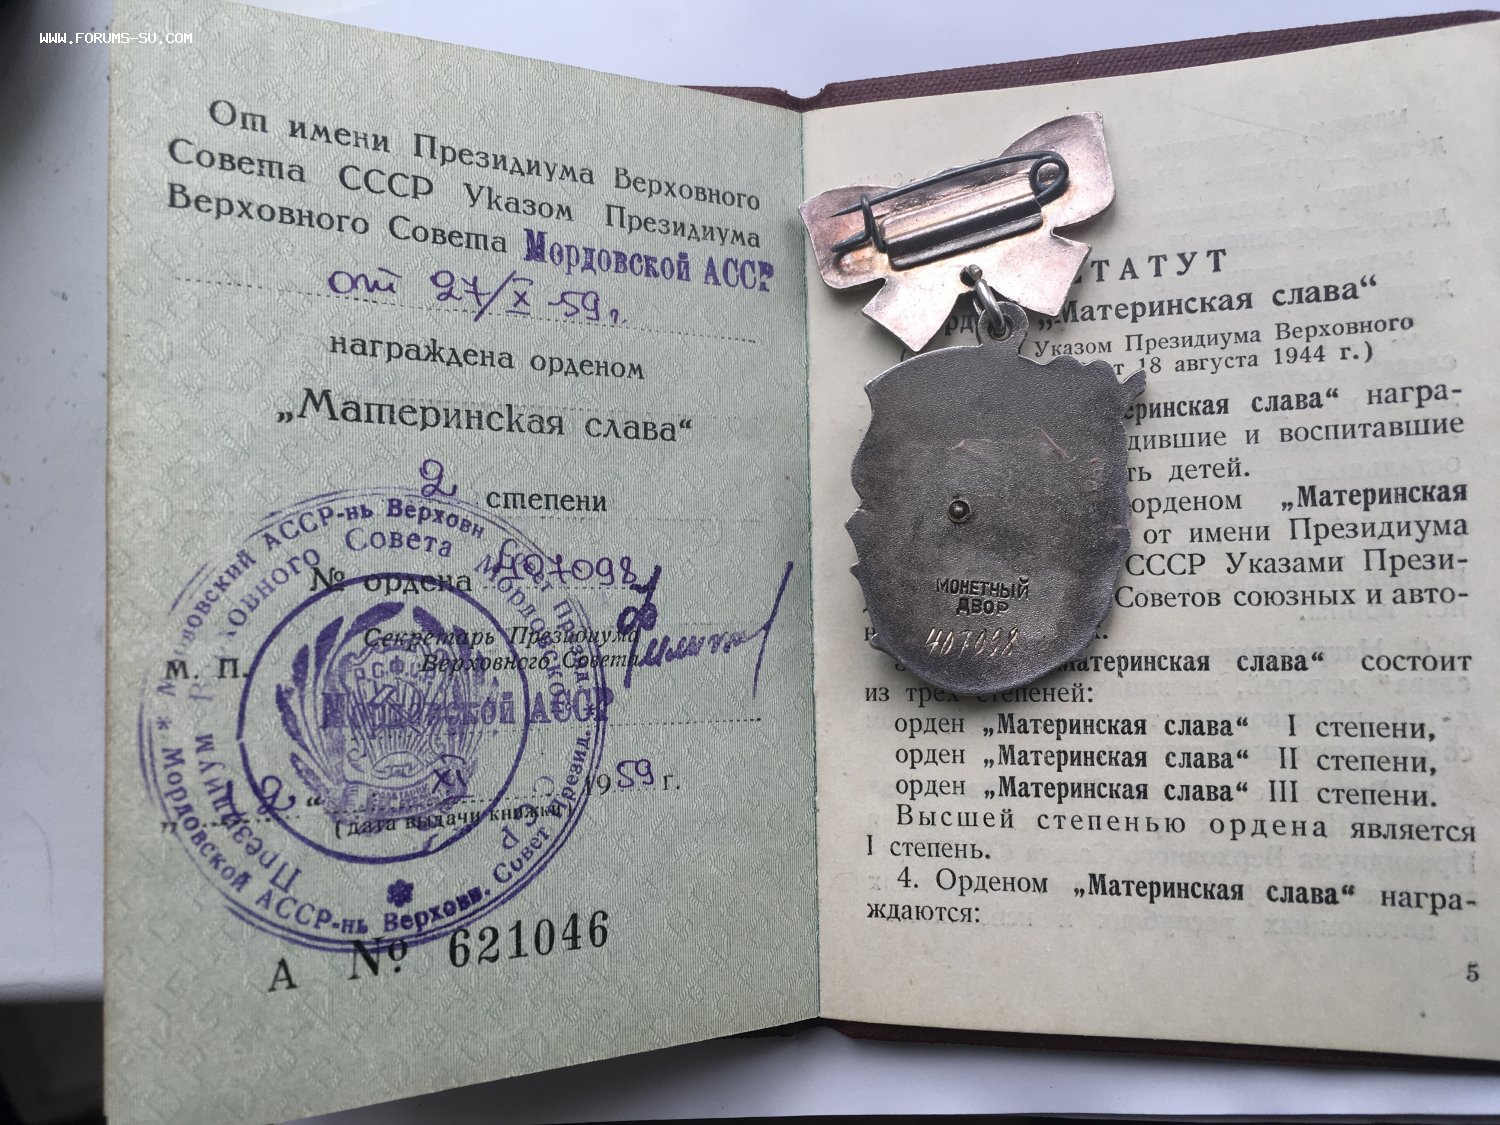 WWW.FORUMS-SU.COM
От имени Президиума Верховного
Совета СССР Указом Президиума
Верховного Совета Мордовской АССР
от 27/X-59г.
награждена орденом
„Материнская слава“
2 степени
№ ордена 407098
Секретарь Президиума
Верховного Совета
М. П.
Мордовской АССР
XI 1959 г.
(дата выдачи книжки)
А № 621046
СТАТУТ
„Материнская слава“
Указом Президиума Верховного
18 августа 1944 г.)
слава“ награ-
и воспитавшие
детей.
орденом „Материнская
от имени Президиума
СССР Указами Прези-
Советов союзных и авто-
„Материнская слава“ состоит
из трех степеней:
орден „Материнская слава“ I степени,
орден „Материнская слава“ II степени,
орден „Материнская слава“ III степени.
Высшей степенью ордена является
I степень.
4. Орденом „Материнская слава“ награ-
ждаются:
5
МОНЕТНЫЙ
ДВОР
407098